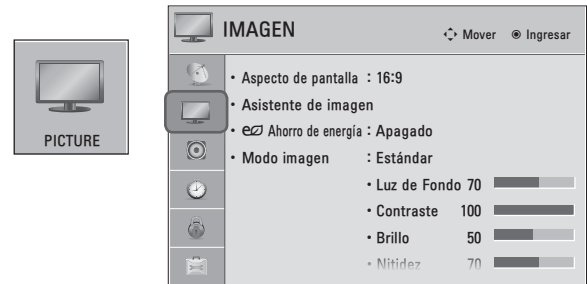 PICTURE
IMAGEN
Mover
Ingresar
• Aspecto de pantalla : 16:9
• Asistente de imagen
• Ahorro de energía : Apagado
• Modo imagen : Estándar
• Luz de Fondo 70
• Contraste 100
• Brillo 50
• Nitidez 70